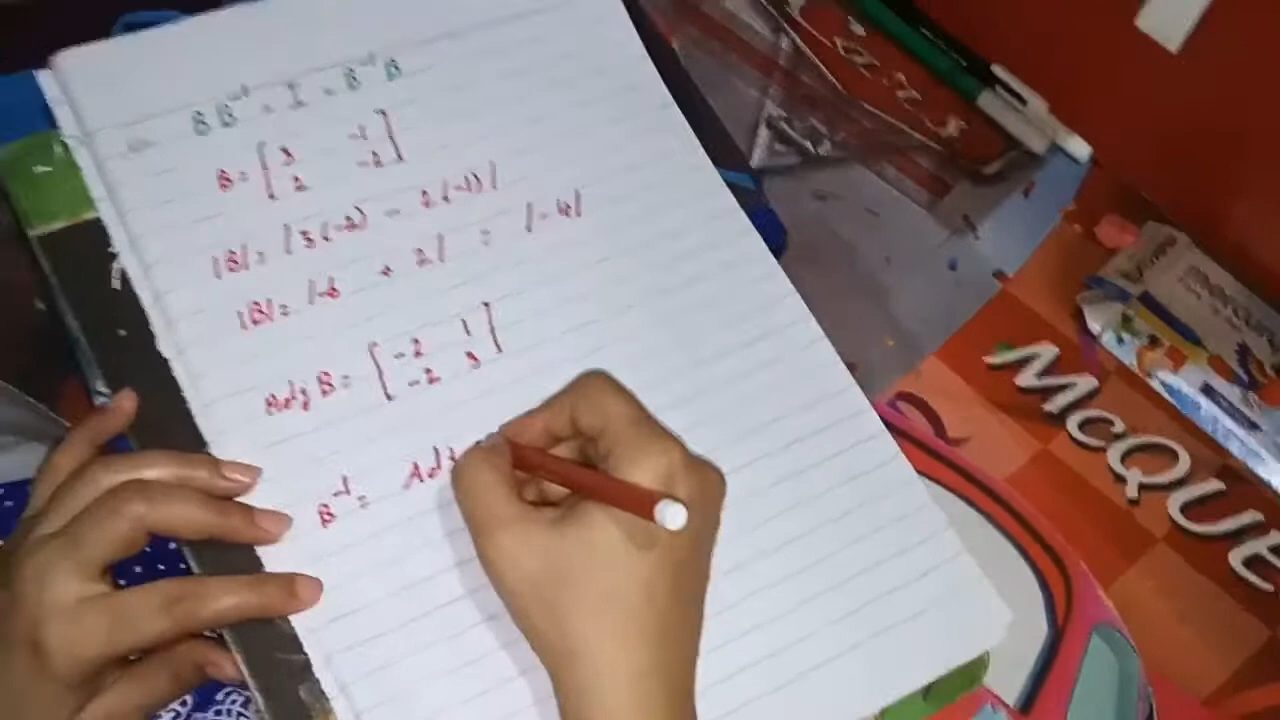 BB⁻¹ = I = B⁻¹B
B = [3 -1
2 -2]
|B| = |3(-2) - 2(-1)|
|B| = |-6 + 2| = |-4|
Adj B = [-2 1
-2 3]
B⁻¹ = Adj
McQUE